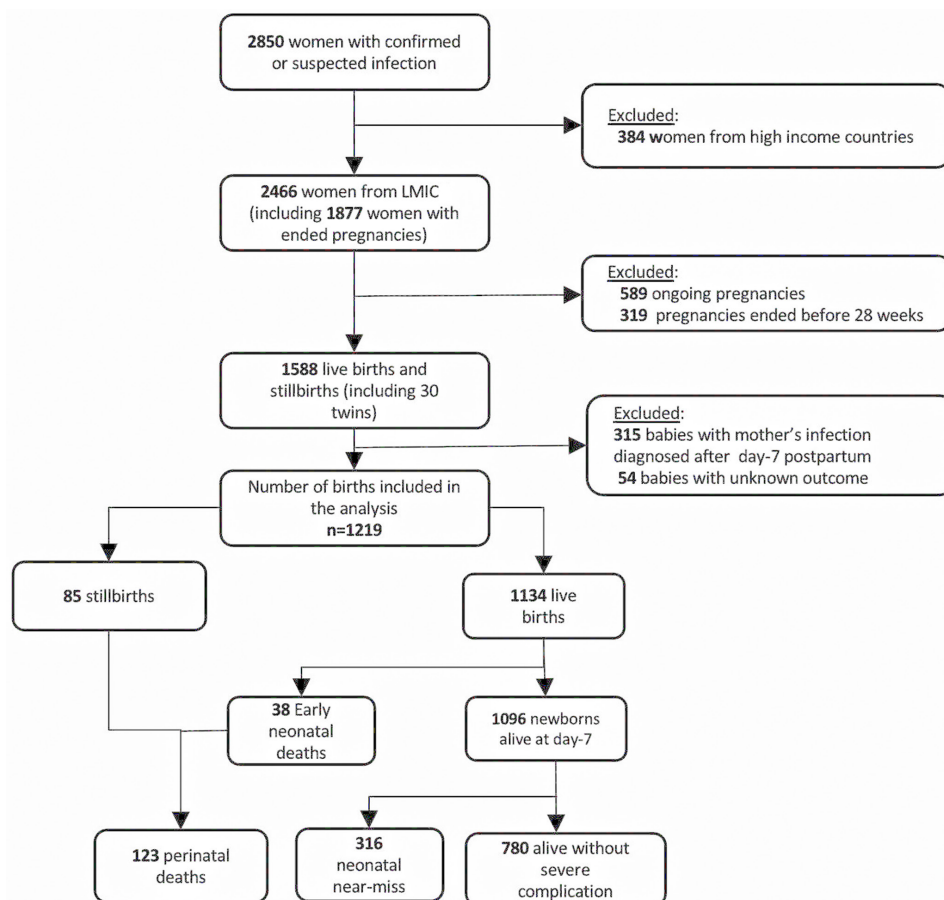 2850 women with confirmed
or suspected infection
Excluded:
384 women from high income countries
2466 women from LMIC
(including 1877 women with
ended pregnancies)
Excluded:
589 ongoing pregnancies
319 pregnancies ended before 28 weeks
1588 live births and
stillbirths (including 30
twins)
Excluded:
315 babies with mother's infection
diagnosed after day-7 postpartum
54 babies with unknown outcome
Number of births included in
the analysis
n=1219
85 stillbirths
1134 live
births
38 Early
neonatal
deaths
1096 newborns
alive at day-7
123 perinatal
deaths
316
neonatal
near-miss
780 alive without
severe
complication